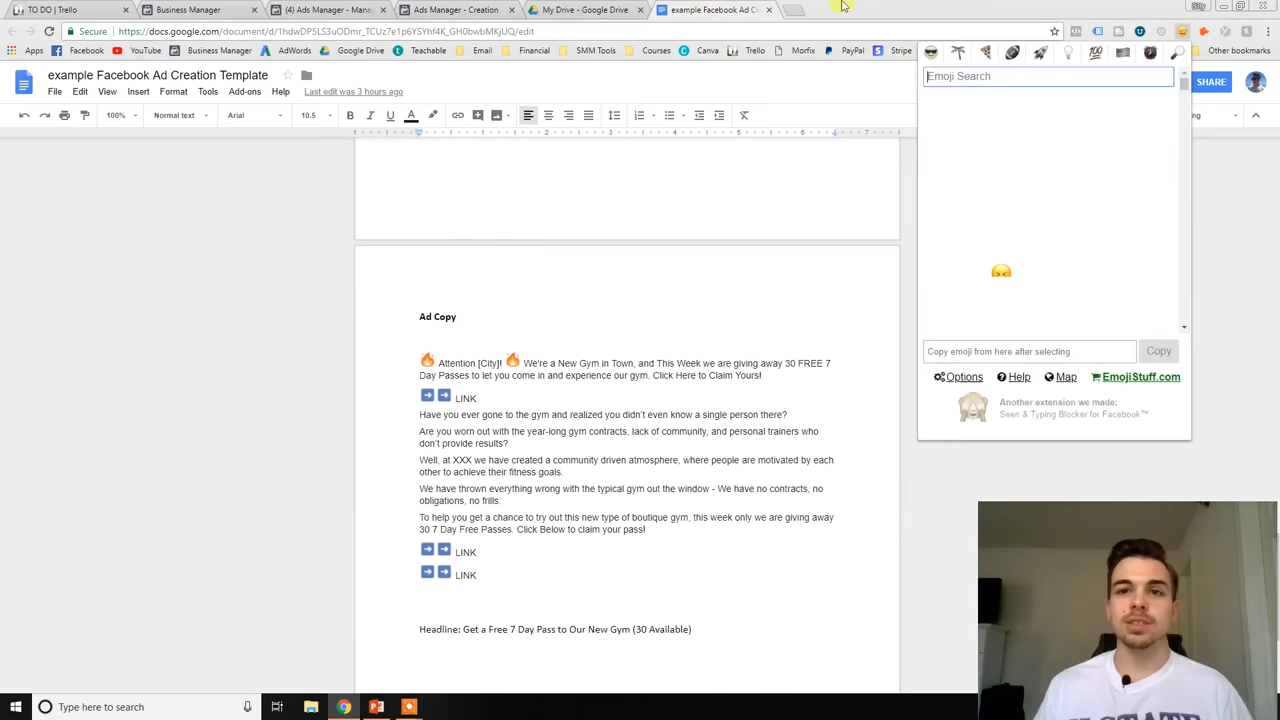 TO DO | Trello
Business Manager
(4) Ads Manager - Mana
Ads Manager - Creation
My Drive - Google Drive
example Facebook Ad C
Billy
Secure | https://docs.google.com/document/d/1hdwDPSLS3uODmr_TCUz7e1p6YSYhf4K_GH0bwbMKjUQ/edit
Apps Facebook Business Manager AdWords Google Drive Teachable Email Financial SMM Tools Courses Canva Trello Morfix PayPal Stripe Other bookmarks
example Facebook Ad Creation Template
File Edit View Insert Format Tools Add-ons Help Last edit was 3 hours ago
SHARE
100% Normal text Arial 10.5
Emoji Search
Ad Copy
🔥 Attention [City]! 🔥 We're a New Gym in Town, and This Week we are giving away 30 FREE 7
Day Passes to let you come in and experience our gym. Click Here to Claim Yours!
➡➡ LINK
Have you ever gone to the gym and realized you didn't even know a single person there?
Are you worn out with the year-long gym contracts, lack of community, and personal trainers who
don't provide results?
Well, at XXX we have created a community driven atmosphere, where people are motivated by each
other to achieve their fitness goals.
We have thrown everything wrong with the typical gym out the window - We have no contracts, no
obligations, no frills.
To help you get a chance to try out this new type of boutique gym, this week only we are giving away
30 7 Day Free Passes. Click Below to claim your pass!
➡➡ LINK
➡➡ LINK
Headline: Get a Free 7 Day Pass to Our New Gym (30 Available)
Copy emoji from here after selecting
Copy
Options Help Map EmojiStuff.com
Another extension we made:
Seen & Typing Blocker for Facebook™
Type here to search